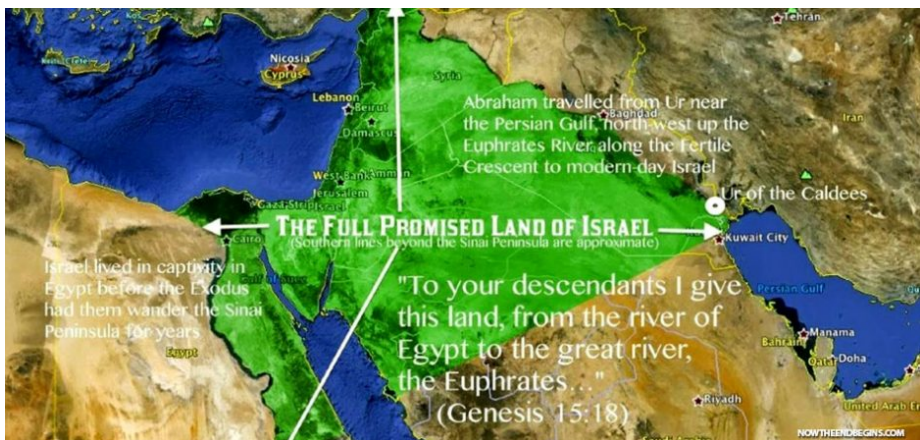 Tehran
Nicosia
Cyprus
Syria
Lebanon
Beirut
Damascus
Abraham travelled from Ur near
the Persian Gulf, north-west up the
Euphrates River along the Fertile
Crescent to modern-day Israel
Baghdad
Iran
West Bank
Amman
Jerusalem
Gaza Strip
Israel
Ur of the Caldees
THE FULL PROMISED LAND OF ISRAEL
(Southern lines beyond the Sinai Peninsula are approximate)
Cairo
Kuwait City
Israel lived in captivity in
Egypt before the Exodus
had them wander the Sinai
Peninsula for years
Gulf of Suez
"To your descendants I give
this land, from the river of
Egypt to the great river,
the Euphrates..."
(Genesis 15:18)
Persian Gulf
Egypt
Manama
Bahrain
Qatar
Doha
Riyadh
United Arab
NOWTHEENDBEGINS.COM